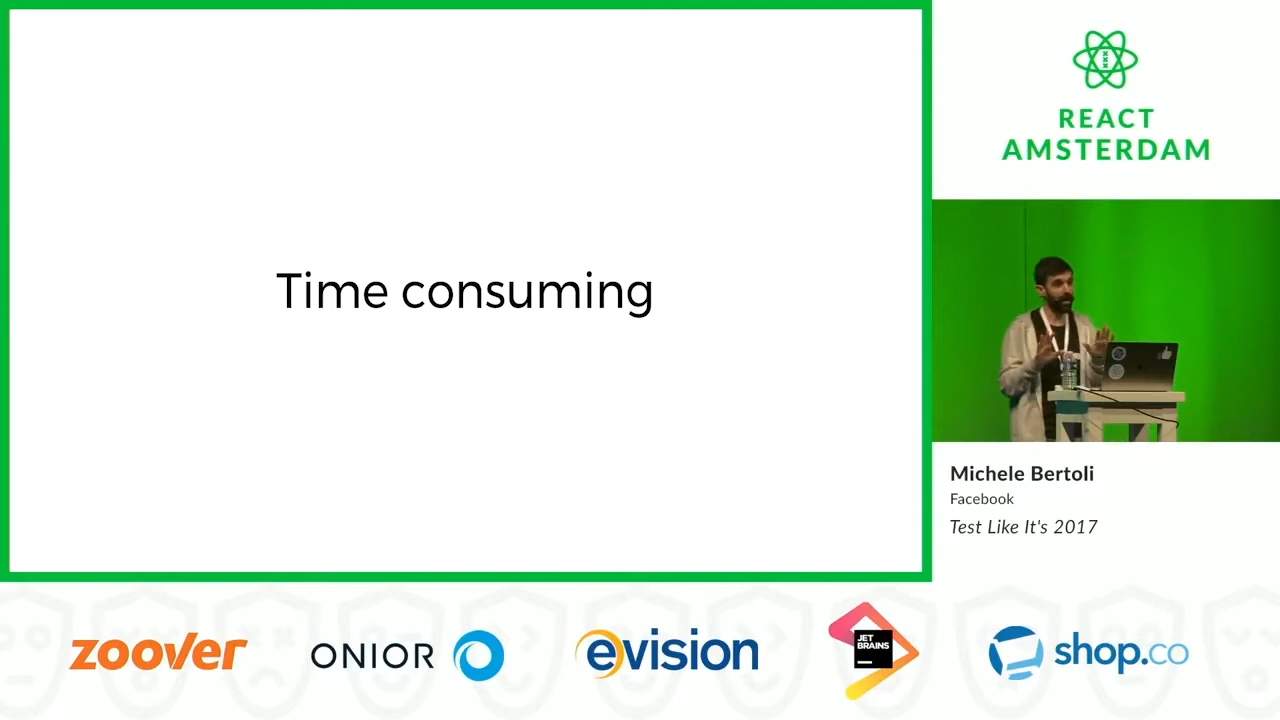 Time consuming
REACT
AMSTERDAM
Michele Bertoli
Facebook
Test Like It's 2017
zoover
ONIOR
evision
JET
BRAINS
shop.co